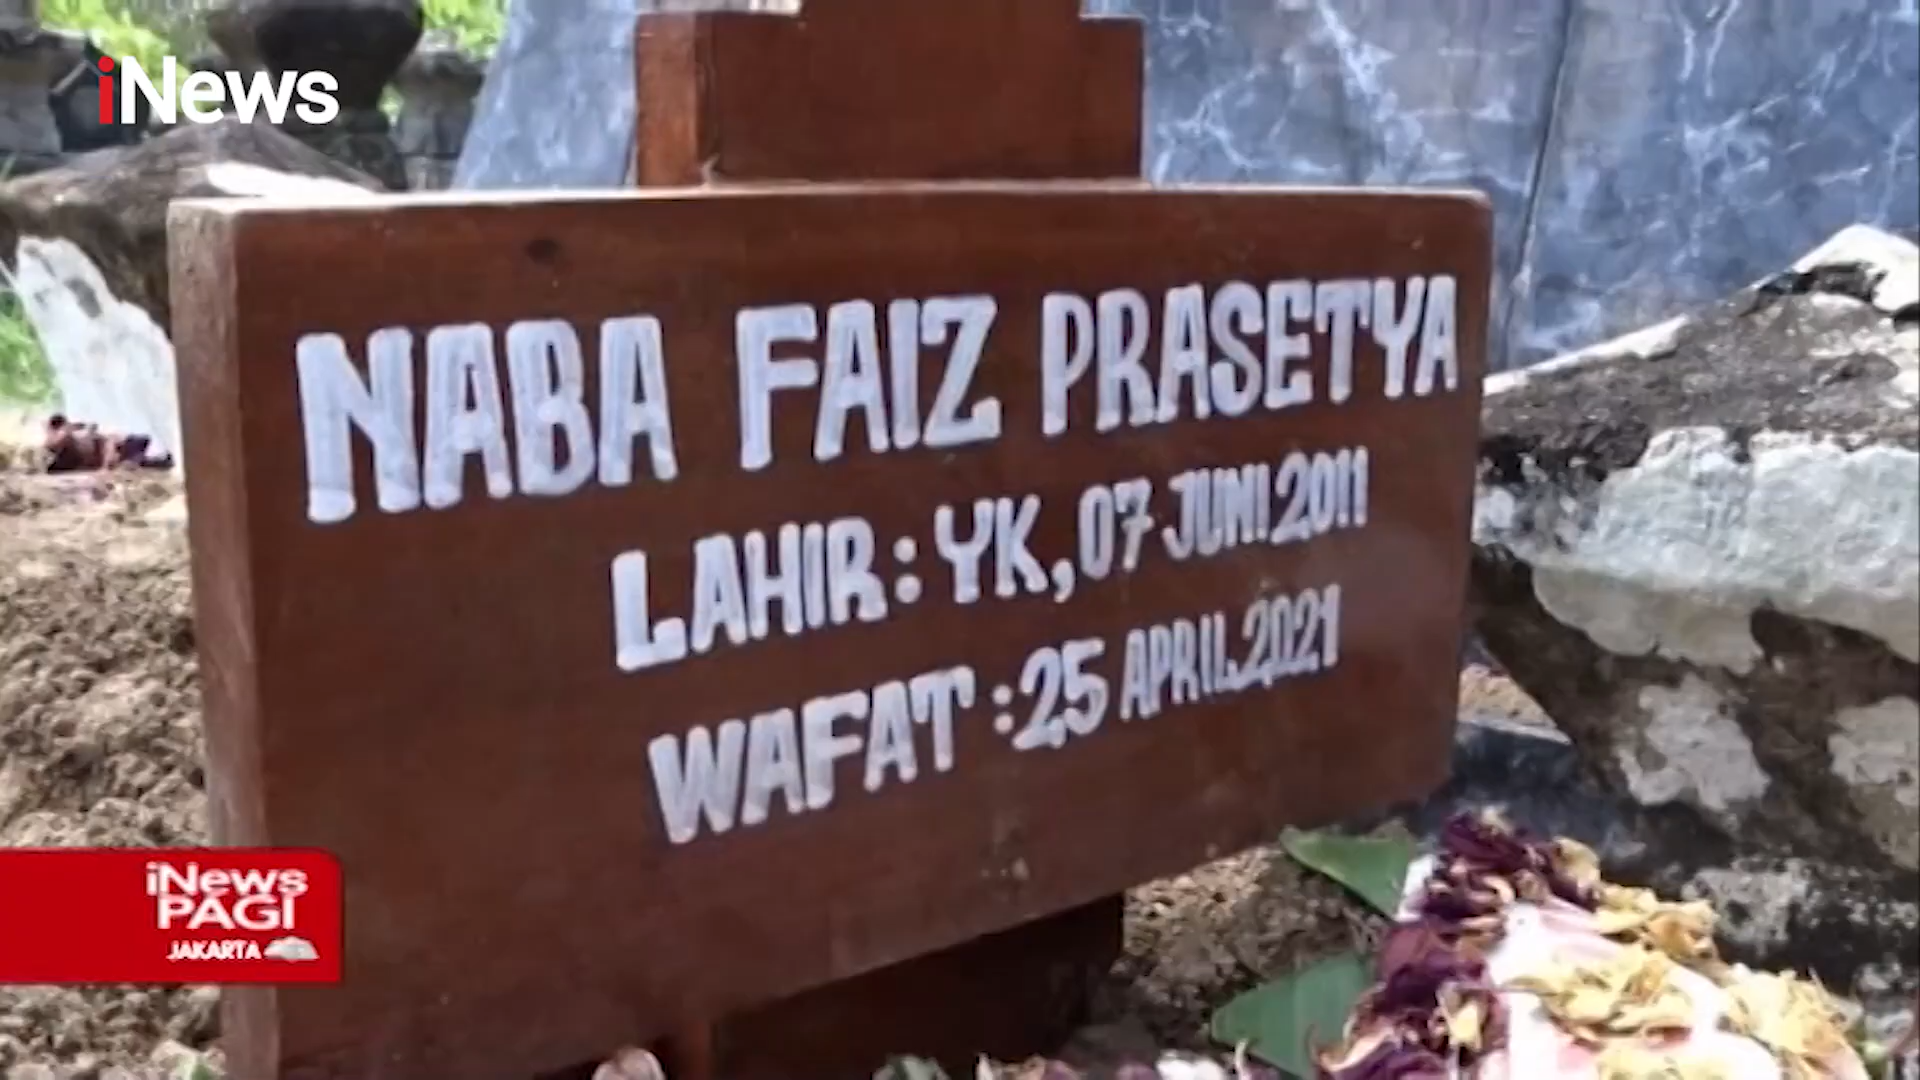 iNews
NABA FAIZ PRASETYA
LAHIR : YK, 07 JUNI 2011
WAFAT : 25 APRIL.2021
iNews
PAGI
JAKARTA